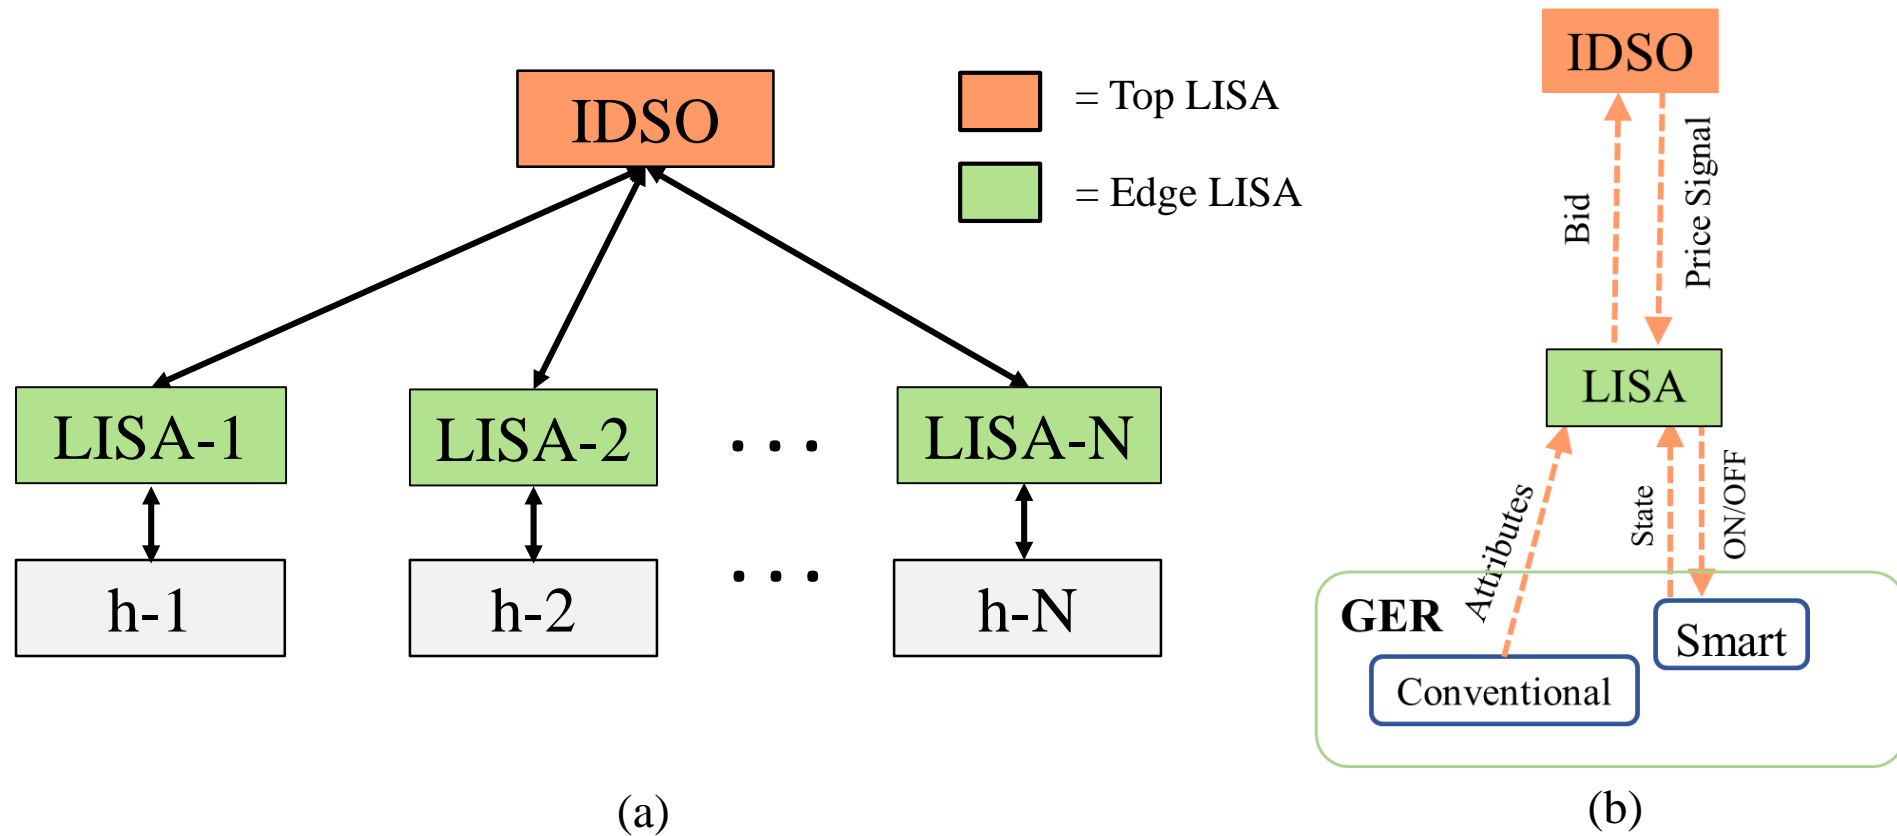 IDSO
= Top LISA
= Edge LISA
LISA-1
LISA-2
. . .
LISA-N
h-1
h-2
. . .
h-N
(a)
IDSO
Bid
Price Signal
LISA
Attributes
State
ON/OFF
GER
Smart
Conventional
(b)